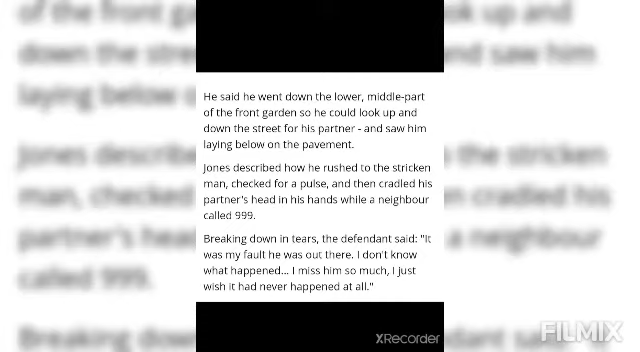 He said he went down the lower, middle-part
of the front garden so he could look up and
down the street for his partner - and saw him
laying below on the pavement.
Jones described how he rushed to the stricken
man, checked for a pulse, and then cradled his
partner's head in his hands while a neighbour
called 999.
Breaking down in tears, the defendant said: "It
was my fault he was out there. I don't know
what happened... I miss him so much, I just
wish it had never happened at all."
XRecorder
FILMIX